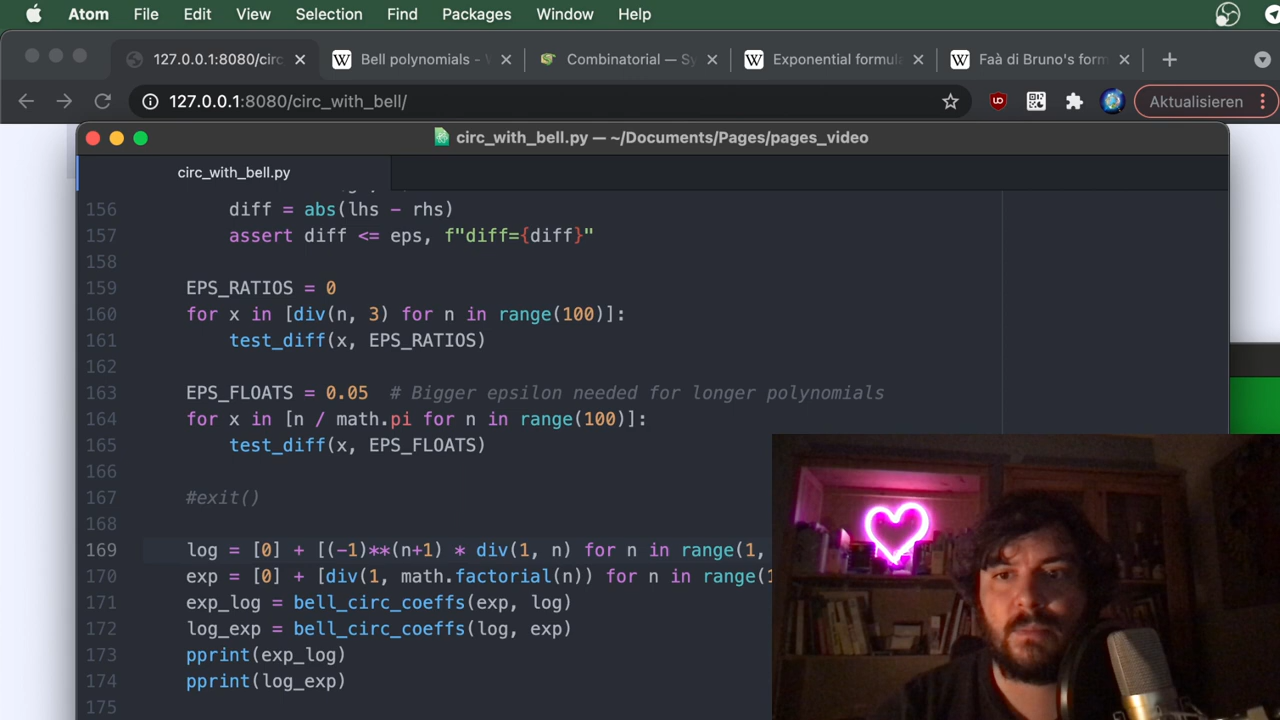 Atom File Edit View Selection Find Packages Window Help
127.0.0.1:8080/circ
Bell polynomials -
Combinatorial — Sy
Exponential formula
Faà di Bruno's form
127.0.0.1:8080/circ_with_bell/
Aktualisieren
circ_with_bell.py — ~/Documents/Pages/pages_video
circ_with_bell.py
156 diff = abs(lhs - rhs)
157 assert diff <= eps, f"diff={diff}"
158
159 EPS_RATIOS = 0
160 for x in [div(n, 3) for n in range(100)]:
161 test_diff(x, EPS_RATIOS)
162
163 EPS_FLOATS = 0.05 # Bigger epsilon needed for longer polynomials
164 for x in [n / math.pi for n in range(100)]:
165 test_diff(x, EPS_FLOATS)
166
167 #exit()
168
169 log = [0] + [(-1)**(n+1) * div(1, n) for n in range(1,
170 exp = [0] + [div(1, math.factorial(n)) for n in range(1
171 exp_log = bell_circ_coeffs(exp, log)
172 log_exp = bell_circ_coeffs(log, exp)
173 pprint(exp_log)
174 pprint(log_exp)
175